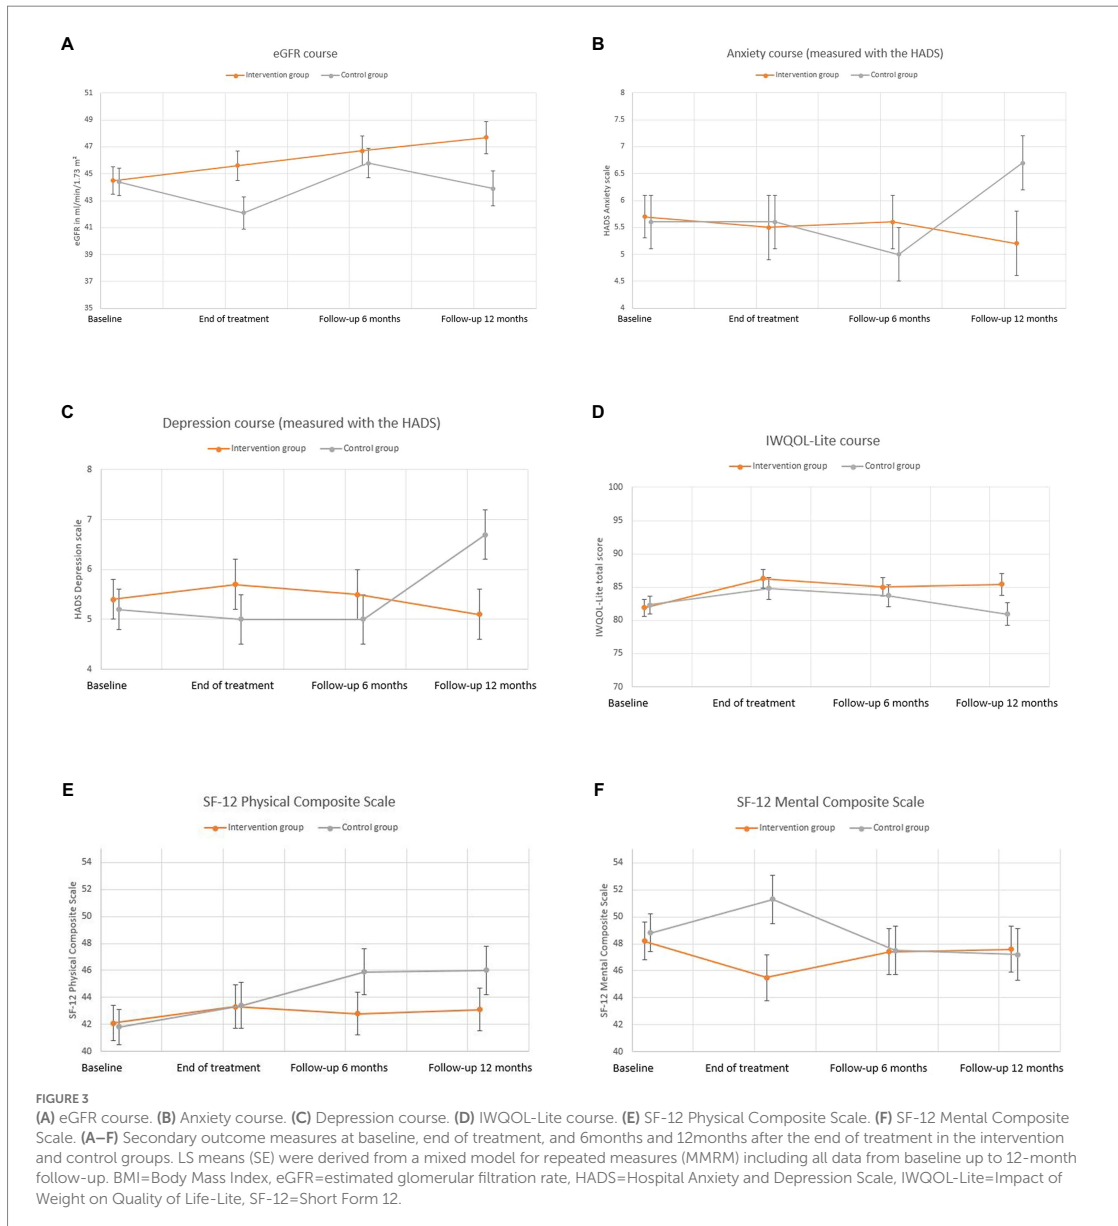 A
eGFR course
Intervention group Control group
51
49
47
45
43
41
39
37
35
eGFR in ml/min/1.73 m²
Baseline End of treatment Follow-up 6 months Follow-up 12 months
B
Anxiety course (measured with the HADS)
Intervention group Control group
8
7.5
7
6.5
6
5.5
5
4.5
4
HADS Anxiety scale
Baseline End of treatment Follow-up 6 months Follow-up 12 months
C
Depression course (measured with the HADS)
Intervention group Control group
8
7
6
5
4
HADS Depression scale
Baseline End of treatment Follow-up 6 months Follow-up 12 months
D
IWQOL-Lite course
Intervention group Control group
100
95
90
85
80
75
70
IWQOL-Lite total score
Baseline End of treatment Follow-up 6 months Follow-up 12 months
E
SF-12 Physical Composite Scale
Intervention group Control group
54
52
50
48
46
44
42
40
SF-12 Physical Composite Scale
Baseline End of treatment Follow-up 6 months Follow-up 12 months
F
SF-12 Mental Composite Scale
Intervention group Control group
54
52
50
48
46
44
42
40
SF-12 Mental Composite Scale
Baseline End of treatment Follow-up 6 months Follow-up 12 months
FIGURE 3
(A) eGFR course. (B) Anxiety course. (C) Depression course. (D) IWQOL-Lite course. (E) SF-12 Physical Composite Scale. (F) SF-12 Mental Composite
Scale. (A–F) Secondary outcome measures at baseline, end of treatment, and 6months and 12months after the end of treatment in the intervention
and control groups. LS means (SE) were derived from a mixed model for repeated measures (MMRM) including all data from baseline up to 12-month
follow-up. BMI=Body Mass Index, eGFR=estimated glomerular filtration rate, HADS=Hospital Anxiety and Depression Scale, IWQOL-Lite=Impact of
Weight on Quality of Life-Lite, SF-12=Short Form 12.